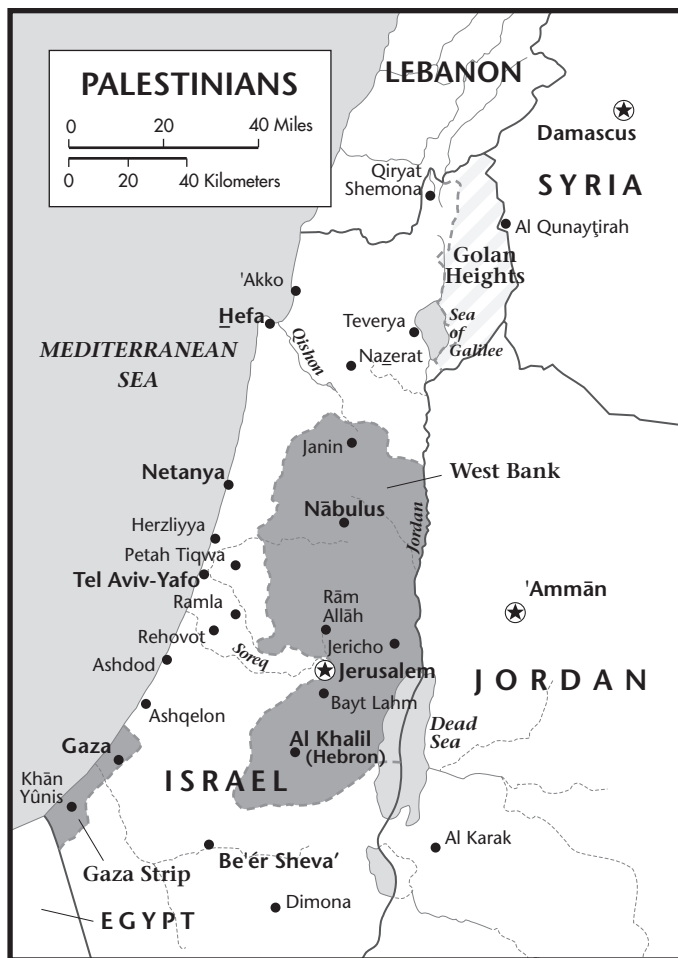 PALESTINIANS
0 20 40 Miles
0 20 40 Kilometers
LEBANON
Damascus
SYRIA
Qiryat
Shemona
Al Qunayţirah
Golan
Heights
'Akko
H̱efa
Teverya
Sea
of
Galilee
Qishon
Naẕerat
MEDITERRANEAN
SEA
Janin
West Bank
Netanya
Nābulus
Jordan
Herzliyya
Petah Tiqwa
Tel Aviv-Yafo
'Ammān
Ramla
Rām
Allāh
Rehovot
Jericho
Soreq
Ashdod
Jerusalem
JORDAN
Bayt Lahm
Ashqelon
Dead
Sea
Gaza
Al Khalil
(Hebron)
ISRAEL
Khān
Yûnis
Al Karak
Be'ér Sheva’
Gaza Strip
Dimona
EGYPT